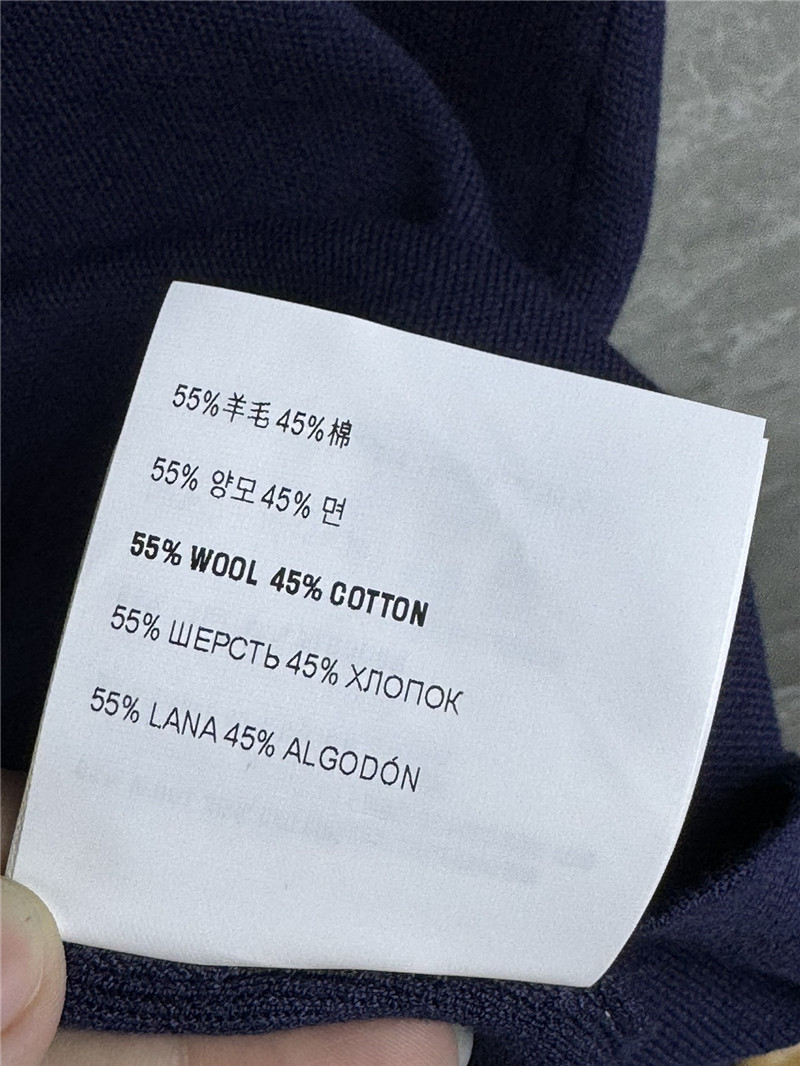 55%羊毛 45%棉
55% 양모 45% 면
55% WOOL 45% COTTON
55% ШЕРСТЬ 45% ХЛОПОК
55% LANA 45% ALGODÓN